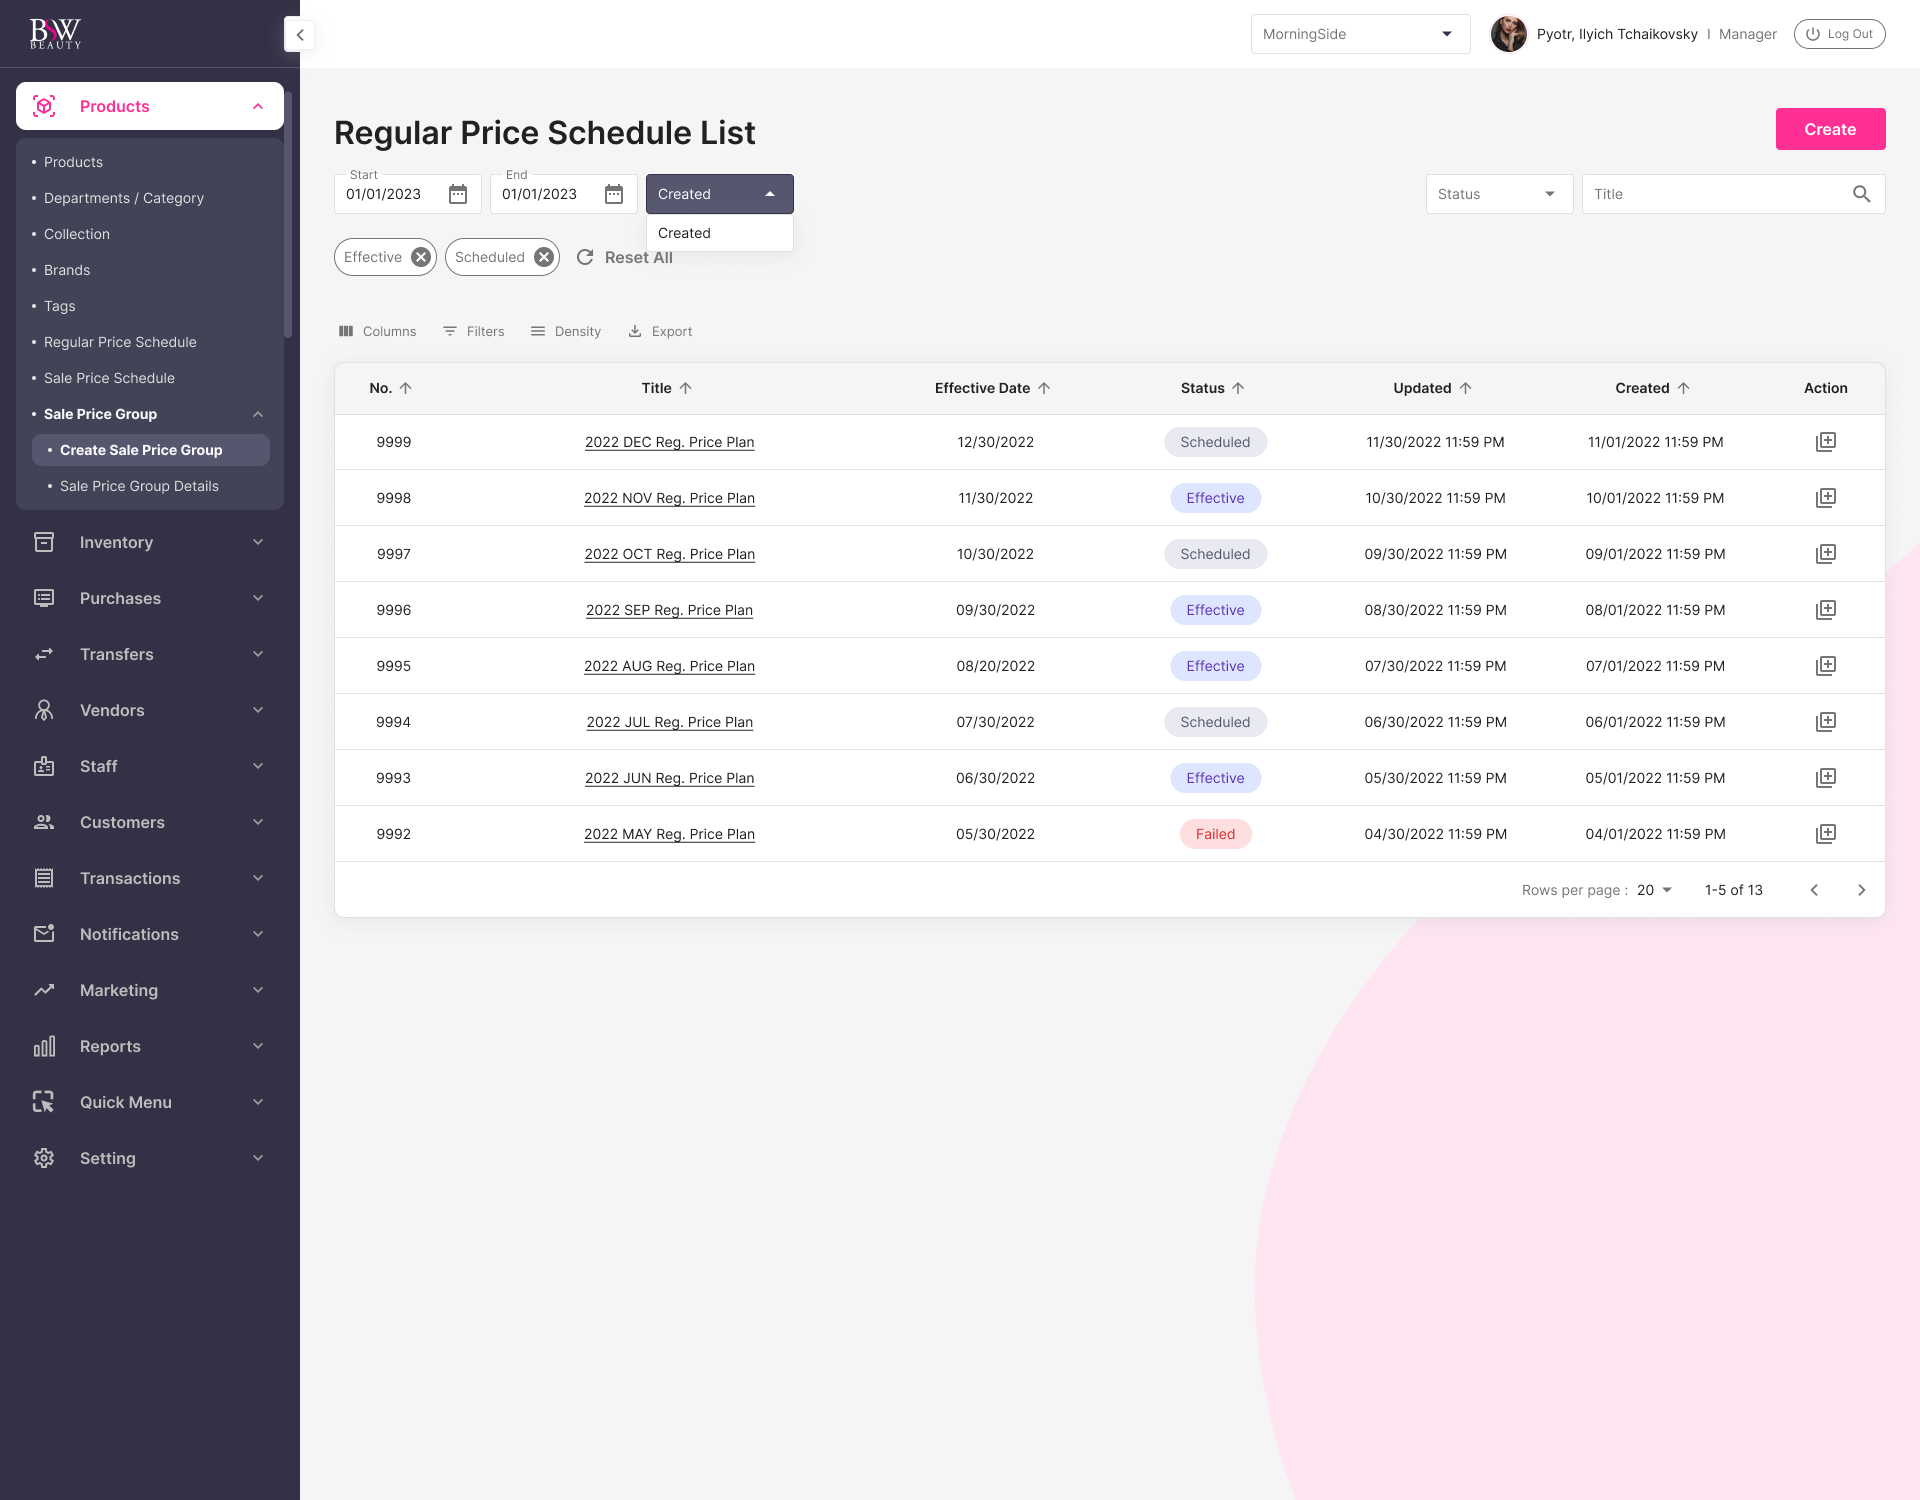 BSW
BEAUTY
MorningSide
Pyotr, Ilyich Tchaikovsky | Manager
Log Out
Products
• Products
• Departments / Category
• Collection
• Brands
• Tags
• Regular Price Schedule
• Sale Price Schedule
• Sale Price Group
• Create Sale Price Group
• Sale Price Group Details
Inventory
Purchases
Transfers
Vendors
Staff
Customers
Transactions
Notifications
Marketing
Reports
Quick Menu
Setting
Regular Price Schedule List
Create
Start
01/01/2023
End
01/01/2023
Created
Created
Status
Title
Effective
Scheduled
Reset All
Columns Filters Density Export
No. Title Effective Date Status Updated Created Action
9999 2022 DEC Reg. Price Plan 12/30/2022 Scheduled 11/30/2022 11:59 PM 11/01/2022 11:59 PM
9998 2022 NOV Reg. Price Plan 11/30/2022 Effective 10/30/2022 11:59 PM 10/01/2022 11:59 PM
9997 2022 OCT Reg. Price Plan 10/30/2022 Scheduled 09/30/2022 11:59 PM 09/01/2022 11:59 PM
9996 2022 SEP Reg. Price Plan 09/30/2022 Effective 08/30/2022 11:59 PM 08/01/2022 11:59 PM
9995 2022 AUG Reg. Price Plan 08/20/2022 Effective 07/30/2022 11:59 PM 07/01/2022 11:59 PM
9994 2022 JUL Reg. Price Plan 07/30/2022 Scheduled 06/30/2022 11:59 PM 06/01/2022 11:59 PM
9993 2022 JUN Reg. Price Plan 06/30/2022 Effective 05/30/2022 11:59 PM 05/01/2022 11:59 PM
9992 2022 MAY Reg. Price Plan 05/30/2022 Failed 04/30/2022 11:59 PM 04/01/2022 11:59 PM
Rows per page : 20 1-5 of 13